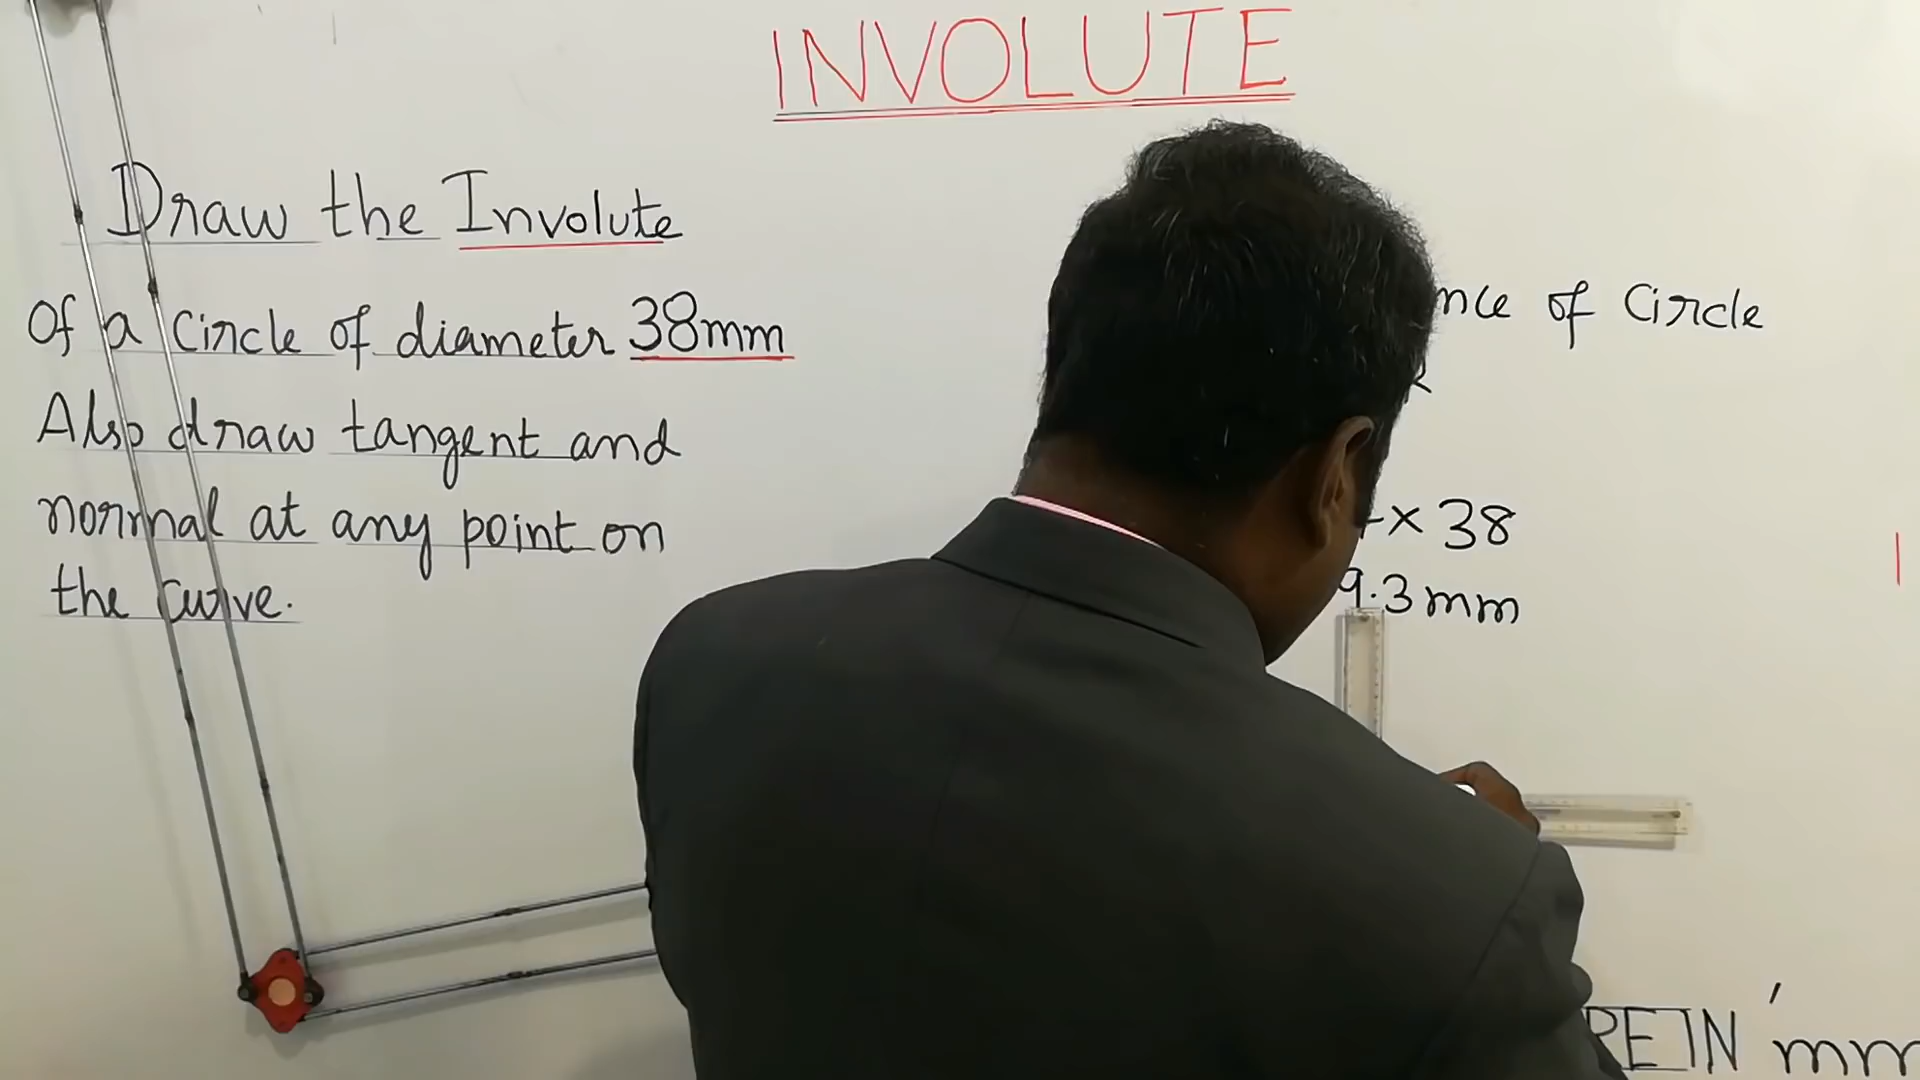 INVOLUTE
Draw the Involute
Of a circle of diameter 38mm
Also draw tangent and
normal at any point on
the curve.
of Circle
x 38
9.3mm
IN 'mm